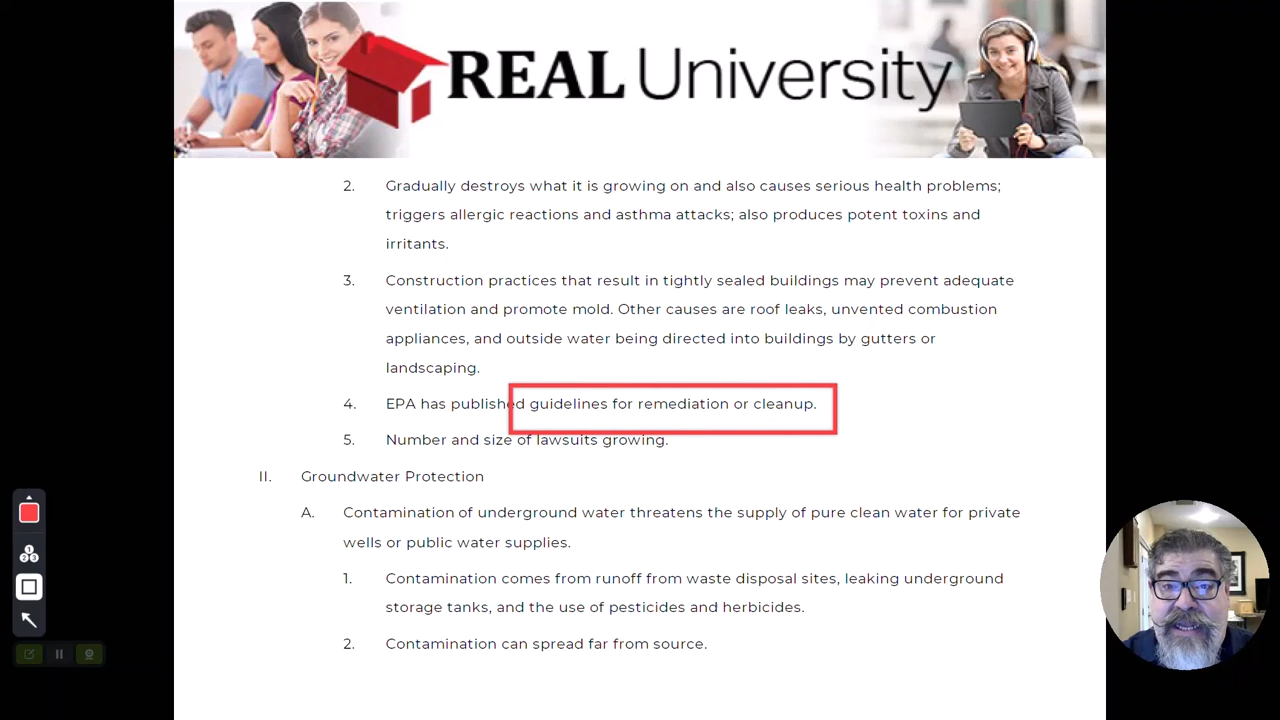 REAL University
2. Gradually destroys what it is growing on and also causes serious health problems;
triggers allergic reactions and asthma attacks; also produces potent toxins and
irritants.
3. Construction practices that result in tightly sealed buildings may prevent adequate
ventilation and promote mold. Other causes are roof leaks, unvented combustion
appliances, and outside water being directed into buildings by gutters or
landscaping.
4. EPA has published guidelines for remediation or cleanup.
5. Number and size of lawsuits growing.
II. Groundwater Protection
A. Contamination of underground water threatens the supply of pure clean water for private
wells or public water supplies.
1. Contamination comes from runoff from waste disposal sites, leaking underground
storage tanks, and the use of pesticides and herbicides.
2. Contamination can spread far from source.